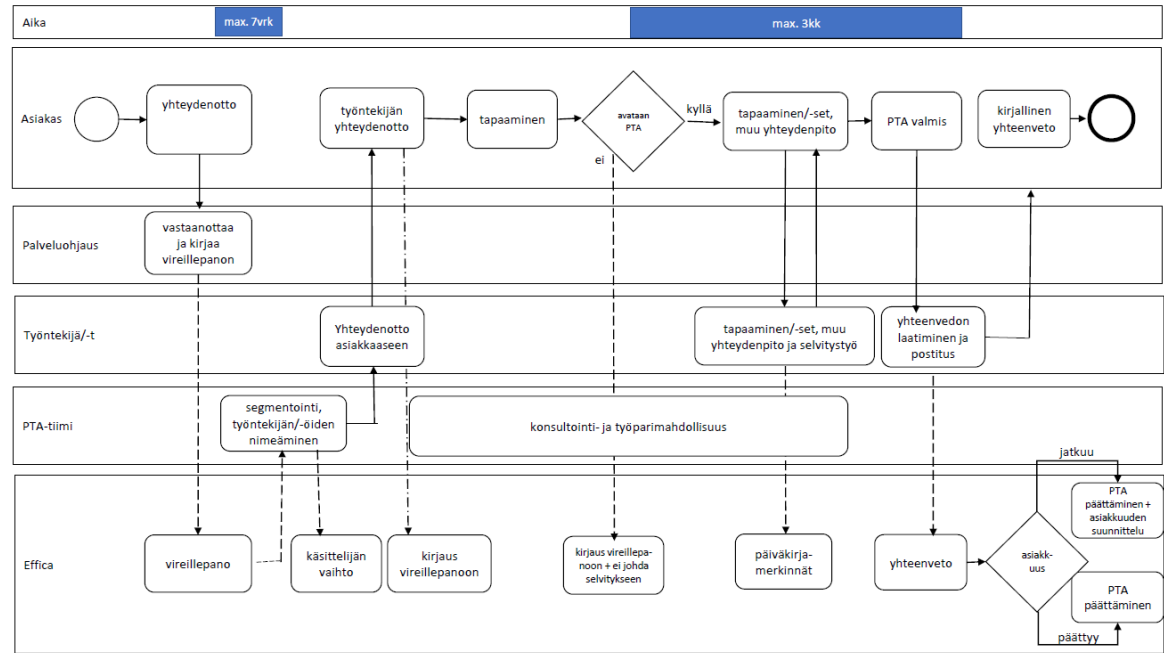 Aika
max. 7vrk
max. 3kk
Asiakas
yhteydenotto
työntekijän
yhteydenotto
tapaaminen
avataan
PTA
kyllä
ei
tapaaminen/-set,
muu yhteydenpito
PTA valmis
kirjallinen
yhteenveto
Palveluohjaus
vastaanottaa
ja kirjaa
vireillepanon
Työntekijä/-t
Yhteydenotto
asiakkaaseen
tapaaminen/-set, muu
yhteydenpito ja selvitystyö
yhteenvedon
laatiminen ja
postitus
PTA-tiimi
segmentointi,
työntekijän/-öiden
nimeäminen
konsultointi- ja työparimahdollisuus
Effica
vireillepano
käsittelijän
vaihto
kirjaus
vireillepanoon
kirjaus vireillepa-
noon + ei johda
selvitykseen
päiväkirja-
merkinnät
yhteenveto
asiakk-
uus
jatkuu
PTA
päättäminen +
asiakkuuden
suunnittelu
PTA
päättäminen
päättyy